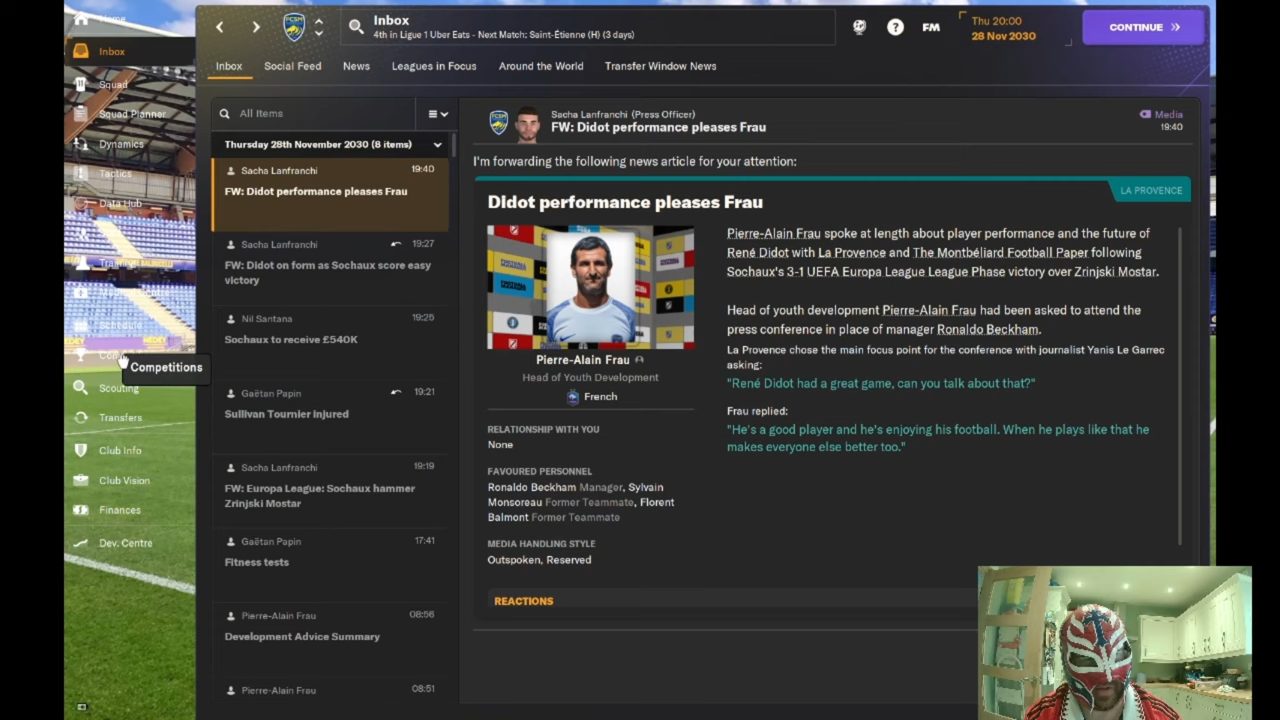 Home
Inbox
Squad
Squad Planner
Dynamics
Tactics
Data Hub
Schedule
Competitions
Scouting
Transfers
Club Info
Club Vision
Finances
Dev. Centre
Inbox
4th in Ligue 1 Uber Eats - Next Match: Saint-Étienne (H) (3 days)
?
FM
Thu 20:00
28 Nov 2030
CONTINUE
Inbox
Social Feed
News
Leagues in Focus
Around the World
Transfer Window News
All Items
Thursday 28th November 2030 (8 items)
Sacha Lanfranchi 19:40
FW: Didot performance pleases Frau
Sacha Lanfranchi 19:27
FW: Didot on form as Sochaux score easy
victory
Nil Santana 19:25
Sochaux to receive £540K
Gaëtan Papin 19:21
Sullivan Tournier injured
Sacha Lanfranchi 19:19
FW: Europa League: Sochaux hammer
Zrinjski Mostar
Gaëtan Papin 17:41
Fitness tests
Pierre-Alain Frau 08:56
Development Advice Summary
Pierre-Alain Frau 08:51
Sacha Lanfranchi (Press Officer)
FW: Didot performance pleases Frau
Media
19:40
I'm forwarding the following news article for your attention:
LA PROVENCE
Didot performance pleases Frau
Pierre-Alain Frau
Head of Youth Development
French
RELATIONSHIP WITH YOU
None
FAVOURED PERSONNEL
Ronaldo Beckham Manager, Sylvain
Monsoreau Former Teammate, Florent
Balmont Former Teammate
MEDIA HANDLING STYLE
Outspoken, Reserved
Pierre-Alain Frau spoke at length about player performance and the future of
René Didot with La Provence and The Montbéliard Football Paper following
Sochaux's 3-1 UEFA Europa League League Phase victory over Zrinjski Mostar.
Head of youth development Pierre-Alain Frau had been asked to attend the
press conference in place of manager Ronaldo Beckham.
La Provence chose the main focus point for the conference with journalist Yanis Le Garrec
asking:
"René Didot had a great game, can you talk about that?"
Frau replied:
"He's a good player and he's enjoying his football. When he plays like that he
makes everyone else better too."
REACTIONS